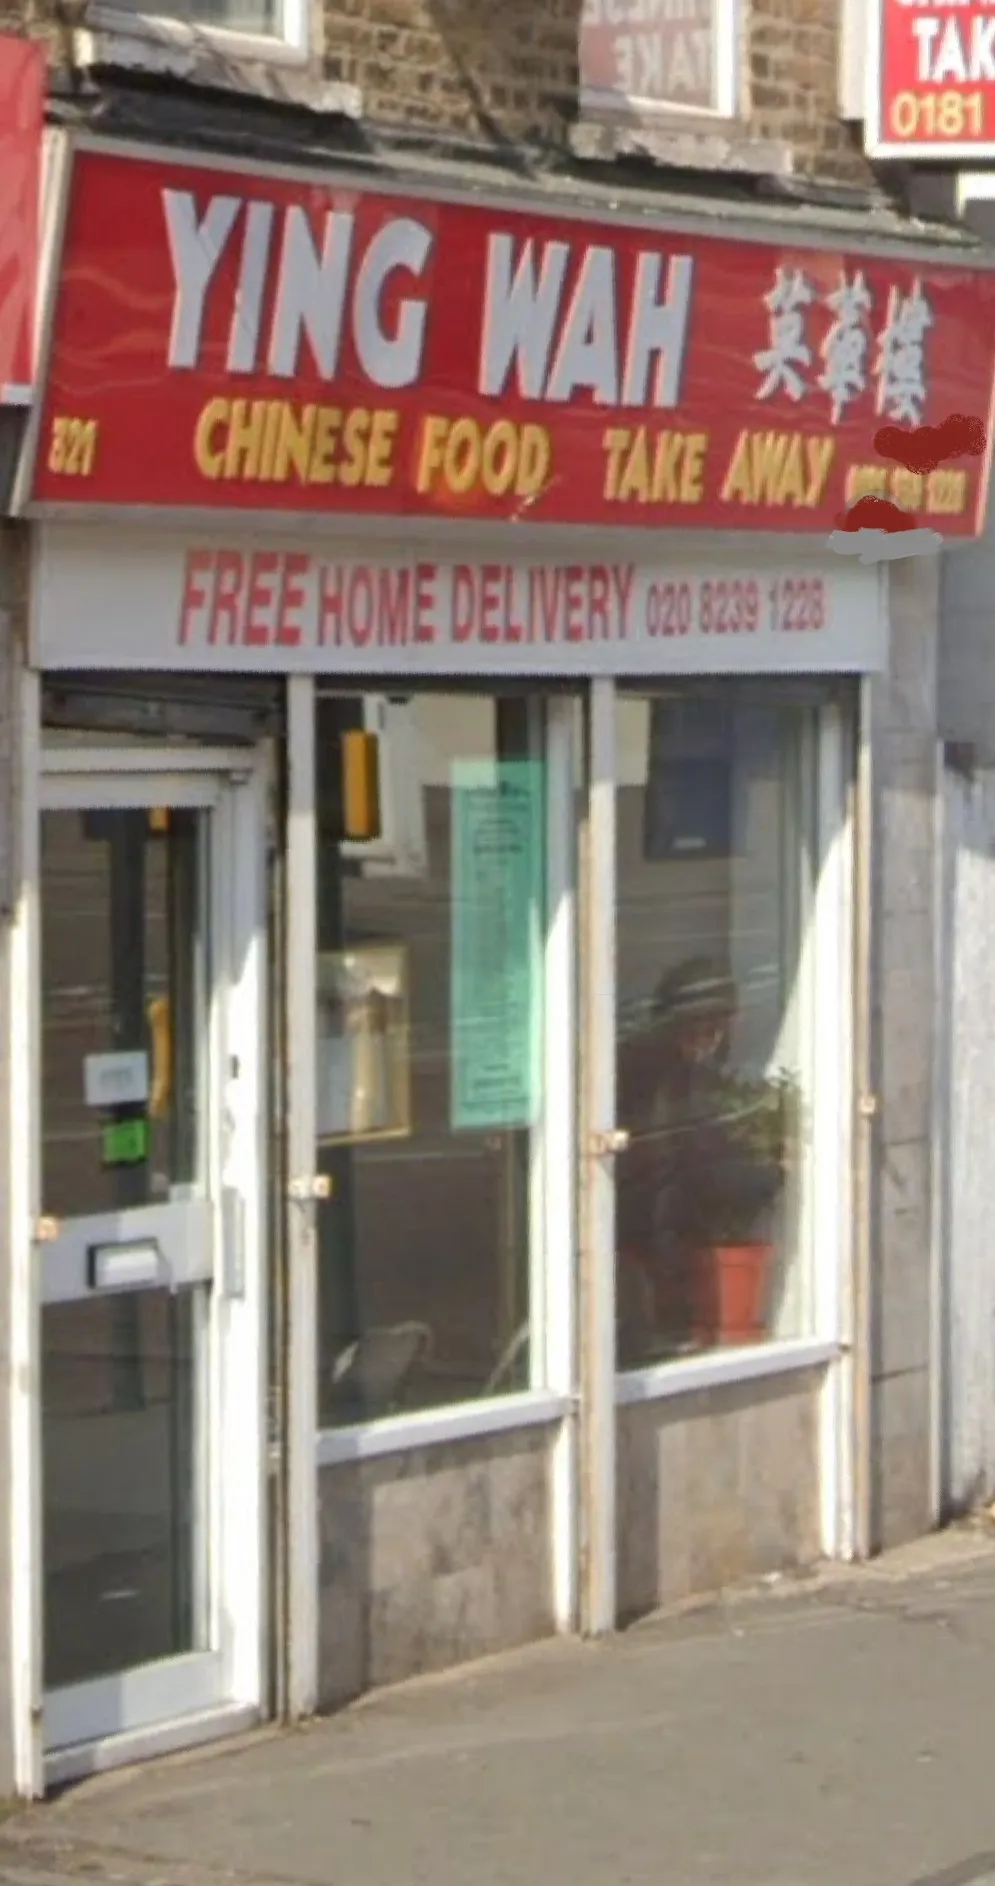 TAK
0181
YING WAH 英華樓
321 CHINESE FOOD TAKE AWAY
FREE HOME DELIVERY 020 8239 1228